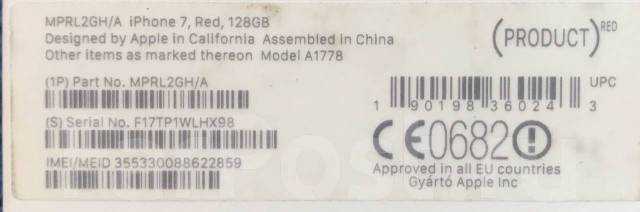 MPRL2GH/A iPhone 7, Red, 128GB
Designed by Apple in California Assembled in China
Other items as marked thereon Model A1778
(PRODUCT)RED
(1P) Part No. MPRL2GH/A
(S) Serial No. F17TP1WLHX98
IMEI/MEID 355330088622859
UPC
1 90198 36024 3
CE0682
Approved in all EU countries
Gyártó Apple Inc